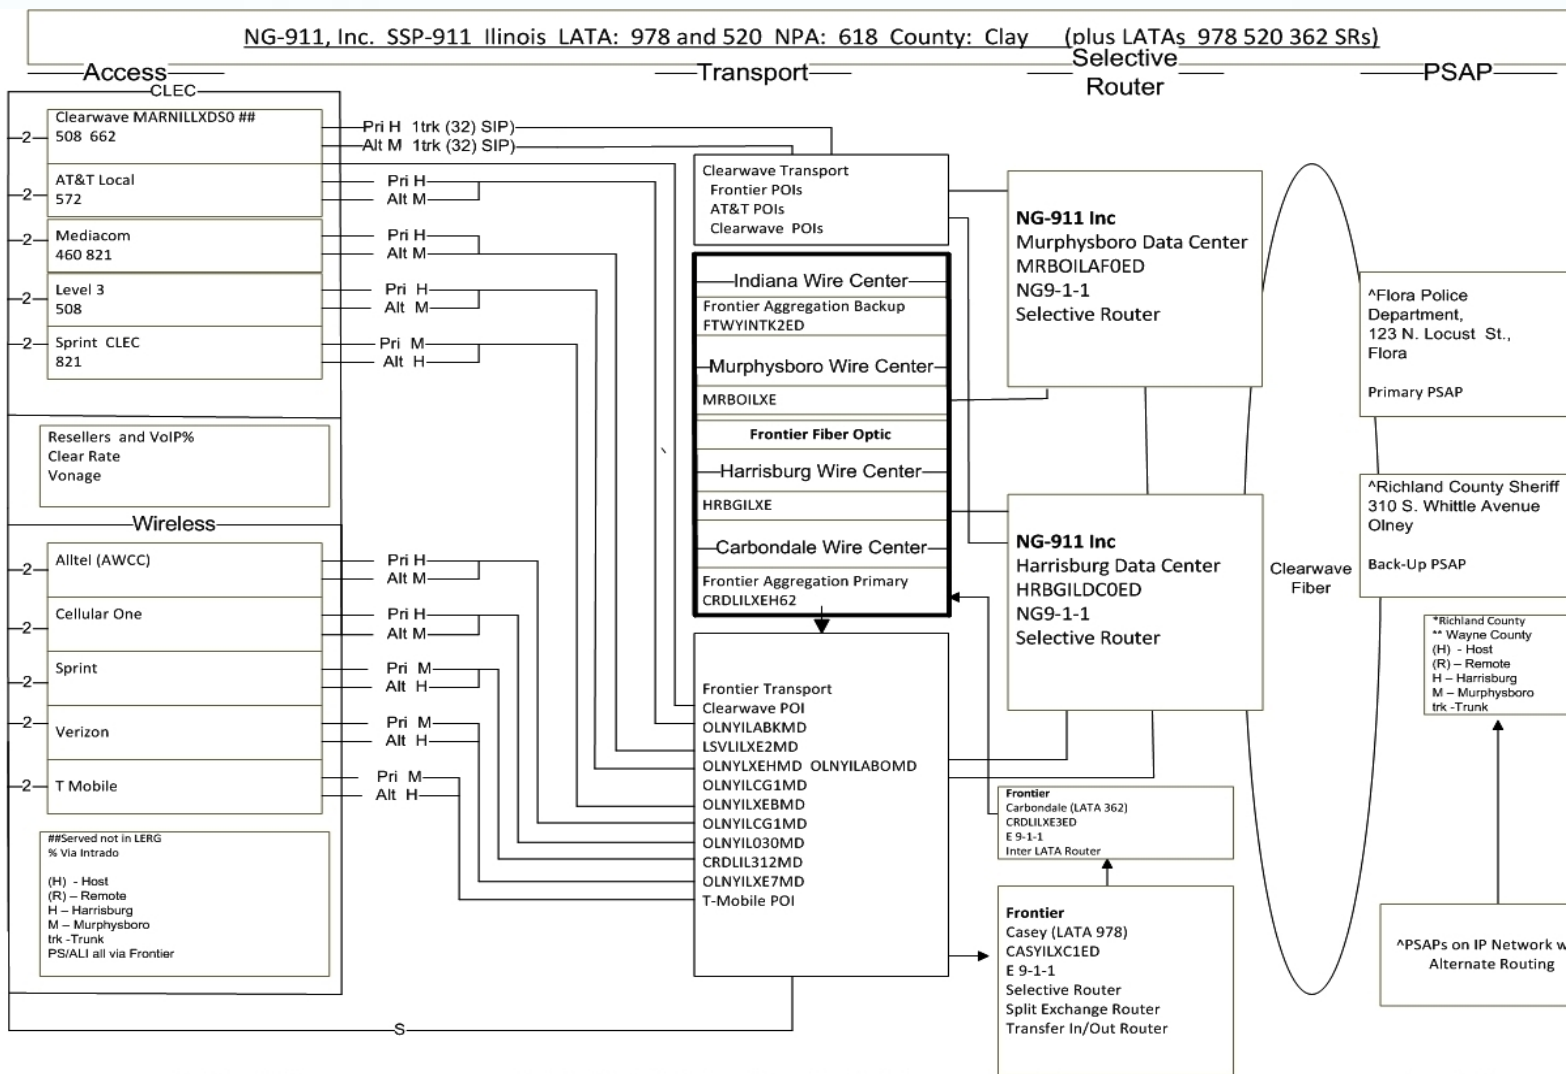 NG-911, Inc. SSP-911 Illinois LATA: 978 and 520 NPA: 618 County: Clay (plus LATAs 978 520 362 SRs)
Access
Transport
Selective
Router
PSAP
CLEC
2
Clearwave MARNILLXDS0 ##
508 662
Pri H 1trk (32) SIP)
Alt M 1trk (32) SIP)
2
AT&T Local
572
Pri H
Alt M
2
Mediacom
460 821
Pri H
Alt M
2
Level 3
508
Pri H
Alt M
2
Sprint CLEC
821
Pri M
Alt H
Resellers and VoIP%
Clear Rate
Vonage
Wireless
2
Alltel (AWCC)
Pri H
Alt M
2
Cellular One
Pri H
Alt M
2
Sprint
Pri M
Alt H
2
Verizon
Pri M
Alt H
2
T Mobile
Pri M
Alt H
##Served not in LERG
% Via Intrado
(H) - Host
(R) – Remote
H – Harrisburg
M – Murphysboro
trk -Trunk
PS/ALI all via Frontier
S
Clearwave Transport
Frontier POIs
AT&T POIs
Clearwave POIs
Indiana Wire Center
Frontier Aggregation Backup
FTWYINTK2ED
Murphysboro Wire Center
MRBOILXE
Frontier Fiber Optic
Harrisburg Wire Center
HRBGILXE
Carbondale Wire Center
Frontier Aggregation Primary
CRDLILXEH62
Frontier Transport
Clearwave POI
OLNYILABKMD
LSVLILXE2MD
OLNYLXEHMD OLNYILABOMD
OLNYILCG1MD
OLNYILXEBMD
OLNYILCG1MD
OLNYIL030MD
CRDLIL312MD
OLNYILXE7MD
T-Mobile POI
NG-911 Inc
Murphysboro Data Center
MRBOILAF0ED
NG9-1-1
Selective Router
NG-911 Inc
Harrisburg Data Center
HRBGILDC0ED
NG9-1-1
Selective Router
Frontier
Carbondale (LATA 362)
CRDLILXE3ED
E 9-1-1
Inter LATA Router
Frontier
Casey (LATA 978)
CASYILXC1ED
E 9-1-1
Selective Router
Split Exchange Router
Transfer In/Out Router
Clearwave
Fiber
^Flora Police
Department,
123 N. Locust St.,
Flora
Primary PSAP
^Richland County Sheriff
310 S. Whittle Avenue
Olney
Back-Up PSAP
*Richland County
** Wayne County
(H) - Host
(R) – Remote
H – Harrisburg
M – Murphysboro
trk -Trunk
^PSAPs on IP Network
Alternate Routing